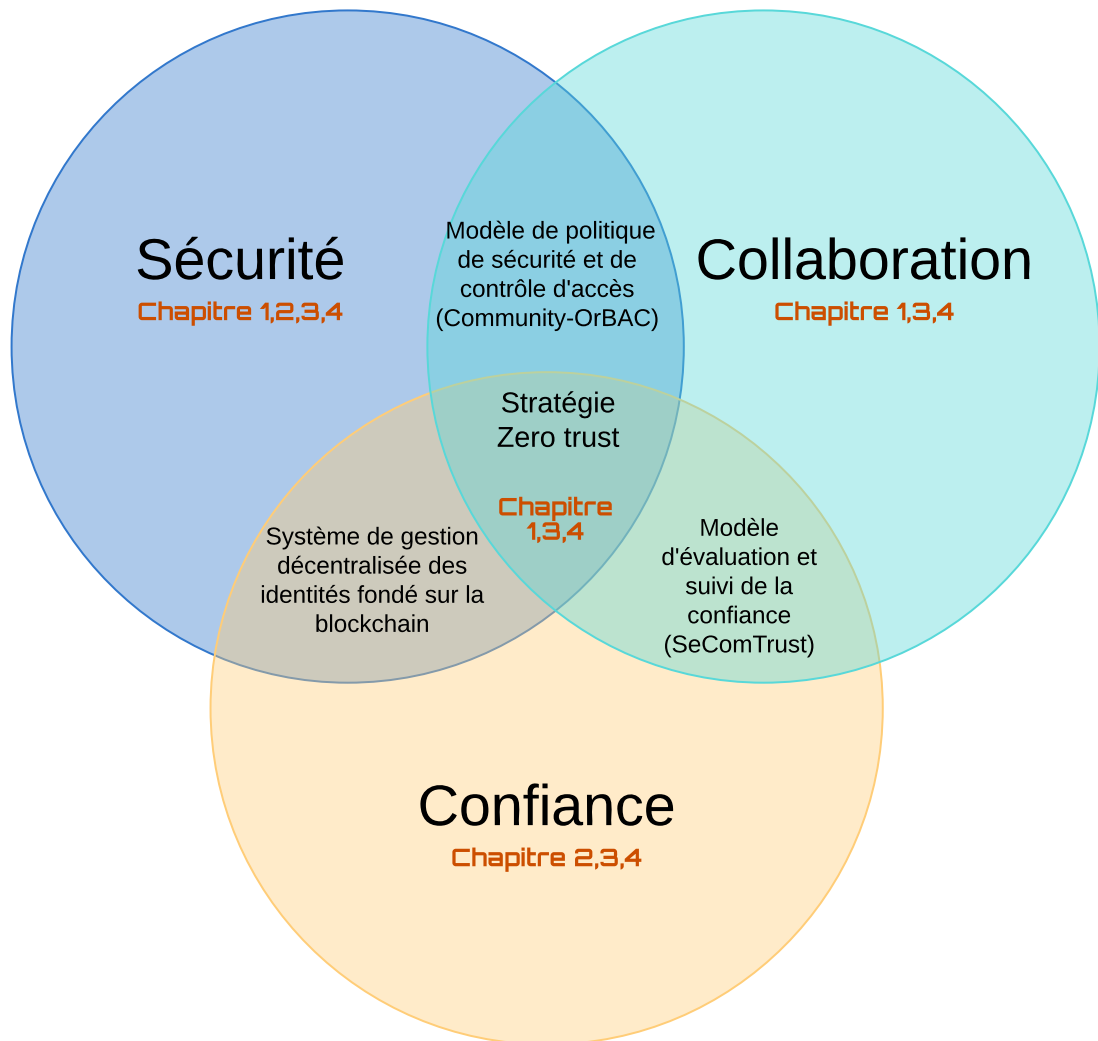 Sécurité
Chapitre 1,2,3,4
Modèle de politique
de sécurité et de
contrôle d'accès
(Community-OrBAC)
Collaboration
Chapitre 1,3,4
Stratégie
Zero trust
Chapitre
1,3,4
Système de gestion
décentralisée des
identités fondé sur la
blockchain
Modèle
d'évaluation et
suivi de la
confiance
(SeComTrust)
Confiance
Chapitre 2,3,4